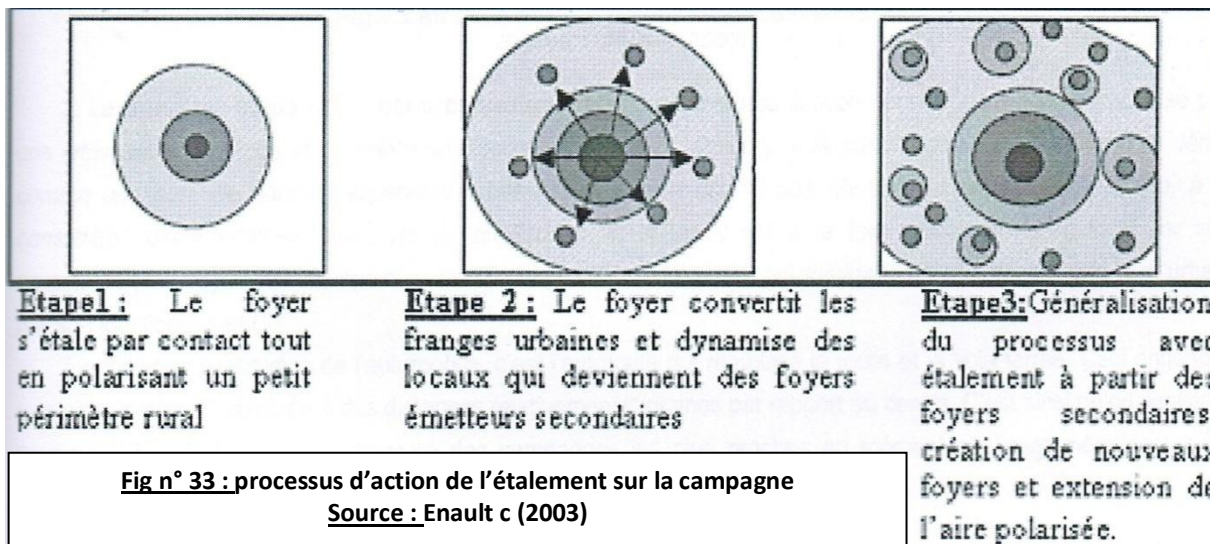 Etape1 : Le foyer
s'étale par contact tout
en polarisant un petit
périmètre rural
Etape 2 : Le foyer convertit les
franges urbaines et dynamise des
locaux qui deviennent des foyers
émetteurs secondaires
Etape3:Généralisation
du processus avec
étalement à partir des
foyers secondaires
création de nouveaux
foyers et extension de
l'aire polarisée.
Fig n° 33 : processus d'action de l'étalement sur la campagne
Source : Enault c (2003)